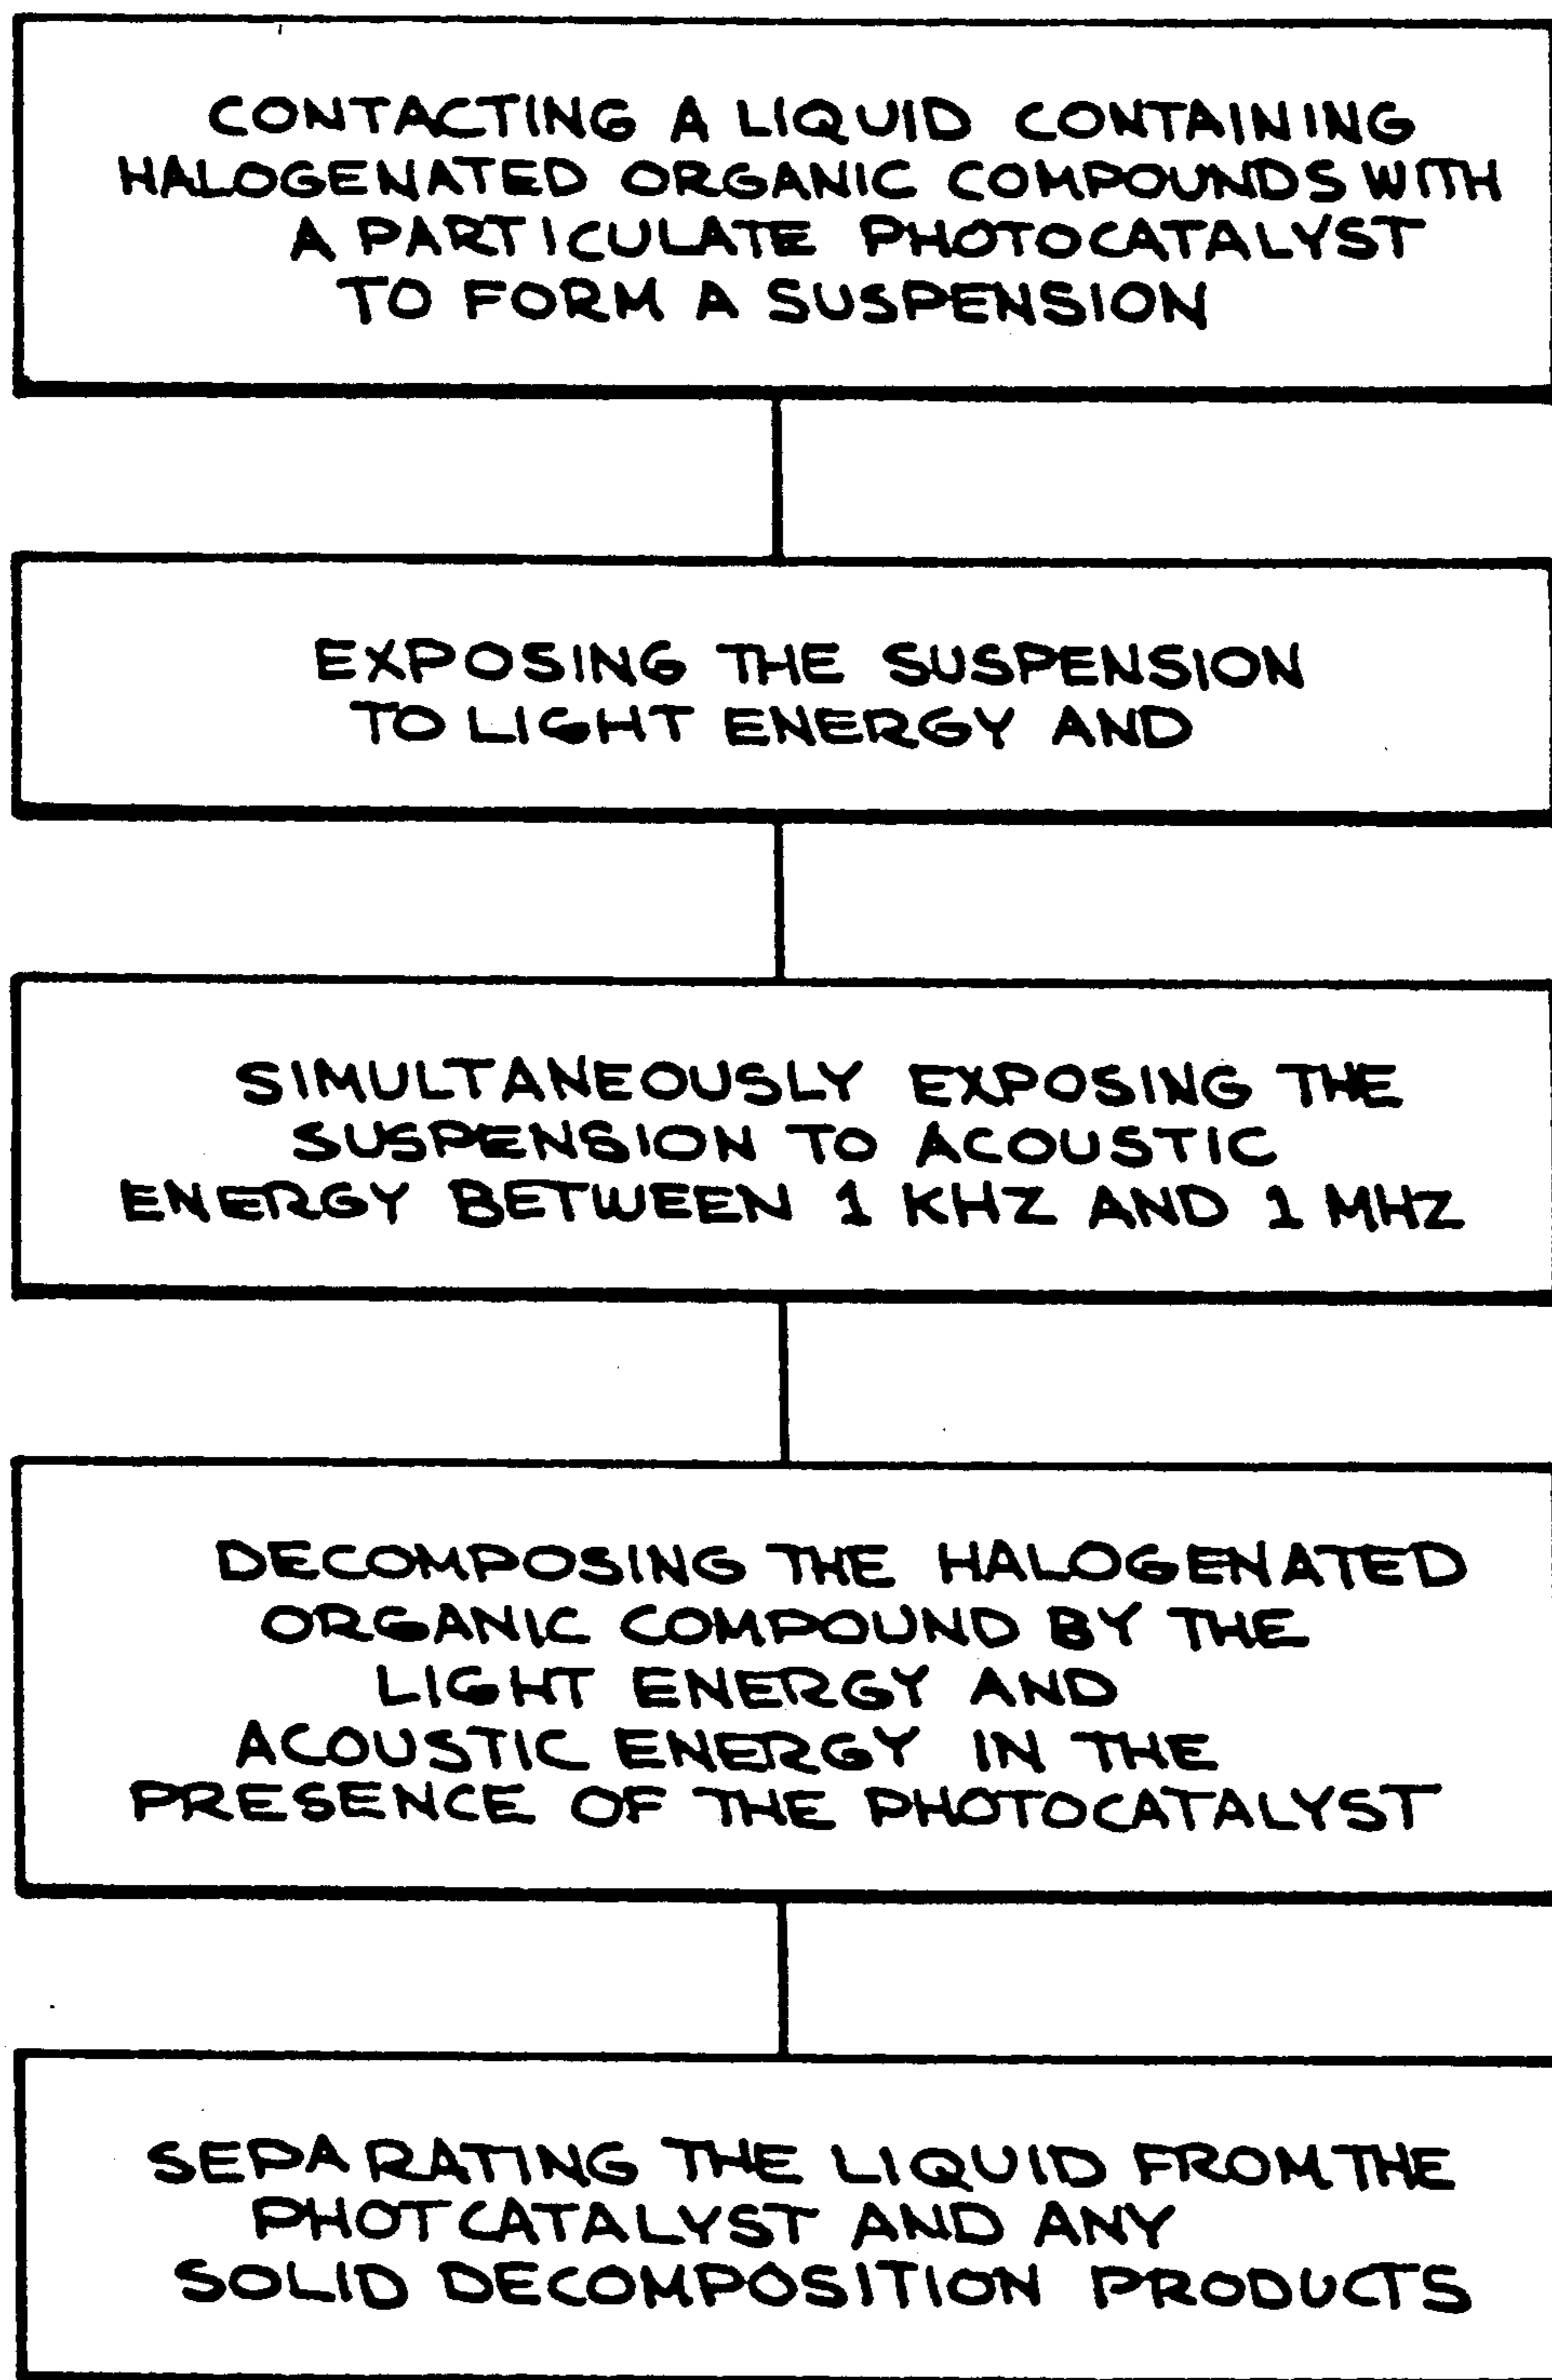 CONTACTING A LIQUID CONTAINING
HALOGENATED ORGANIC COMPOUNDS WITH
A PARTICULATE PHOTOCATALYST
TO FORM A SUSPENSION
EXPOSING THE SUSPENSION
TO LIGHT ENERGY AND
SIMULTANEOUSLY EXPOSING THE
SUSPENSION TO ACOUSTIC
ENERGY BETWEEN 1 KHZ AND 1 MHZ
DECOMPOSING THE HALOGENATED
ORGANIC COMPOUND BY THE
LIGHT ENERGY AND
ACOUSTIC ENERGY IN THE
PRESENCE OF THE PHOTOCATALYST
SEPARATING THE LIQUID FROM THE
PHOTCATALYST AND ANY
SOLID DECOMPOSITION PRODUCTS